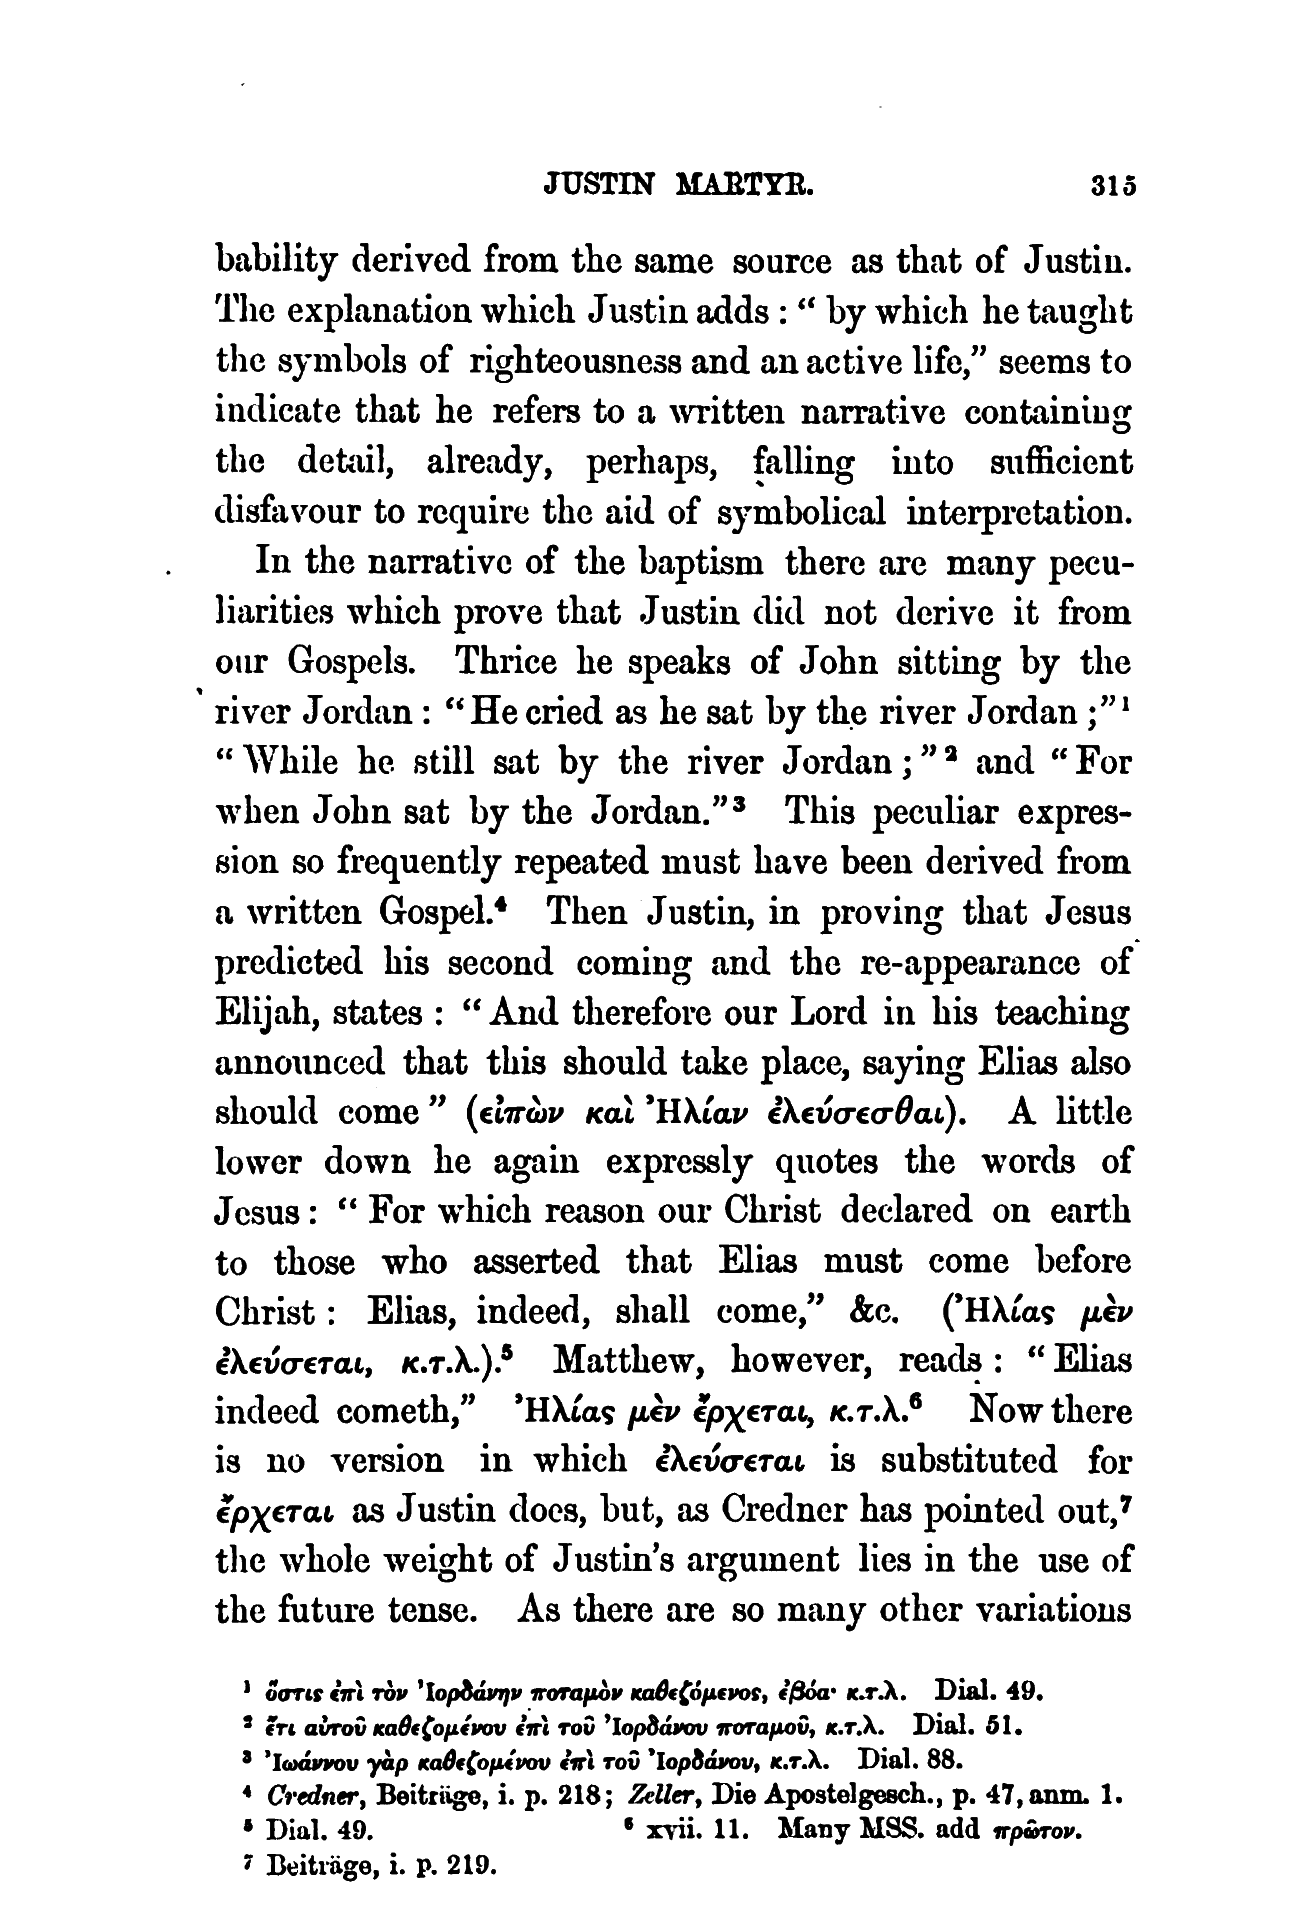 JUSTIN MARTYR. 315
bability derived from the same source as that of Justin.
The explanation which Justin adds : “ by which he taught
the symbols of righteousness and an active life,” seems to
indicate that he refers to a written narrative containing
the detail, already, perhaps, falling into sufficient
disfavour to require the aid of symbolical interpretation.
In the narrative of the baptism there are many pecu-
liarities which prove that Justin did not derive it from
our Gospels. Thrice he speaks of John sitting by the
river Jordan : “ He cried as he sat by the river Jordan ;”¹
“ While he still sat by the river Jordan ; ”² and “ For
when John sat by the Jordan.”³ This peculiar expres-
sion so frequently repeated must have been derived from
a written Gospel.⁴ Then Justin, in proving that Jesus
predicted his second coming and the re-appearance of
Elijah, states : “ And therefore our Lord in his teaching
announced that this should take place, saying Elias also
should come ” (εἰπὼν καὶ Ἠλίαν ἐλεύσεσθαι). A little
lower down he again expressly quotes the words of
Jesus : “ For which reason our Christ declared on earth
to those who asserted that Elias must come before
Christ : Elias, indeed, shall come,” &c. (Ἠλίας μὲν
ἐλεύσεται, κ.τ.λ.).⁵ Matthew, however, reads : “ Elias
indeed cometh,” Ἠλίας μὲν ἔρχεται, κ.τ.λ.⁶ Now there
is no version in which ἐλεύσεται is substituted for
ἔρχεται as Justin does, but, as Credner has pointed out,⁷
the whole weight of Justin’s argument lies in the use of
the future tense. As there are so many other variations
¹ ὅστις ἐπὶ τὸν Ἰορδάνην ποταμὸν καθεζόμενος, ἐβόα· κ.τ.λ. Dial. 49.
² ἔτι αὐτοῦ καθεζομένου ἐπὶ τοῦ Ἰορδάνου ποταμοῦ, κ.τ.λ. Dial. 51.
³ Ἰωάννου γὰρ καθεζομένου ἐπὶ τοῦ Ἰορδάνου, κ.τ.λ. Dial. 88.
⁴ Credner, Beiträge, i. p. 218; Zeller, Die Apostelgesch., p. 47, anm. 1.
⁵ Dial. 49. ⁶ xvii. 11. Many MSS. add πρῶτον.
⁷ Beiträge, i. p. 219.